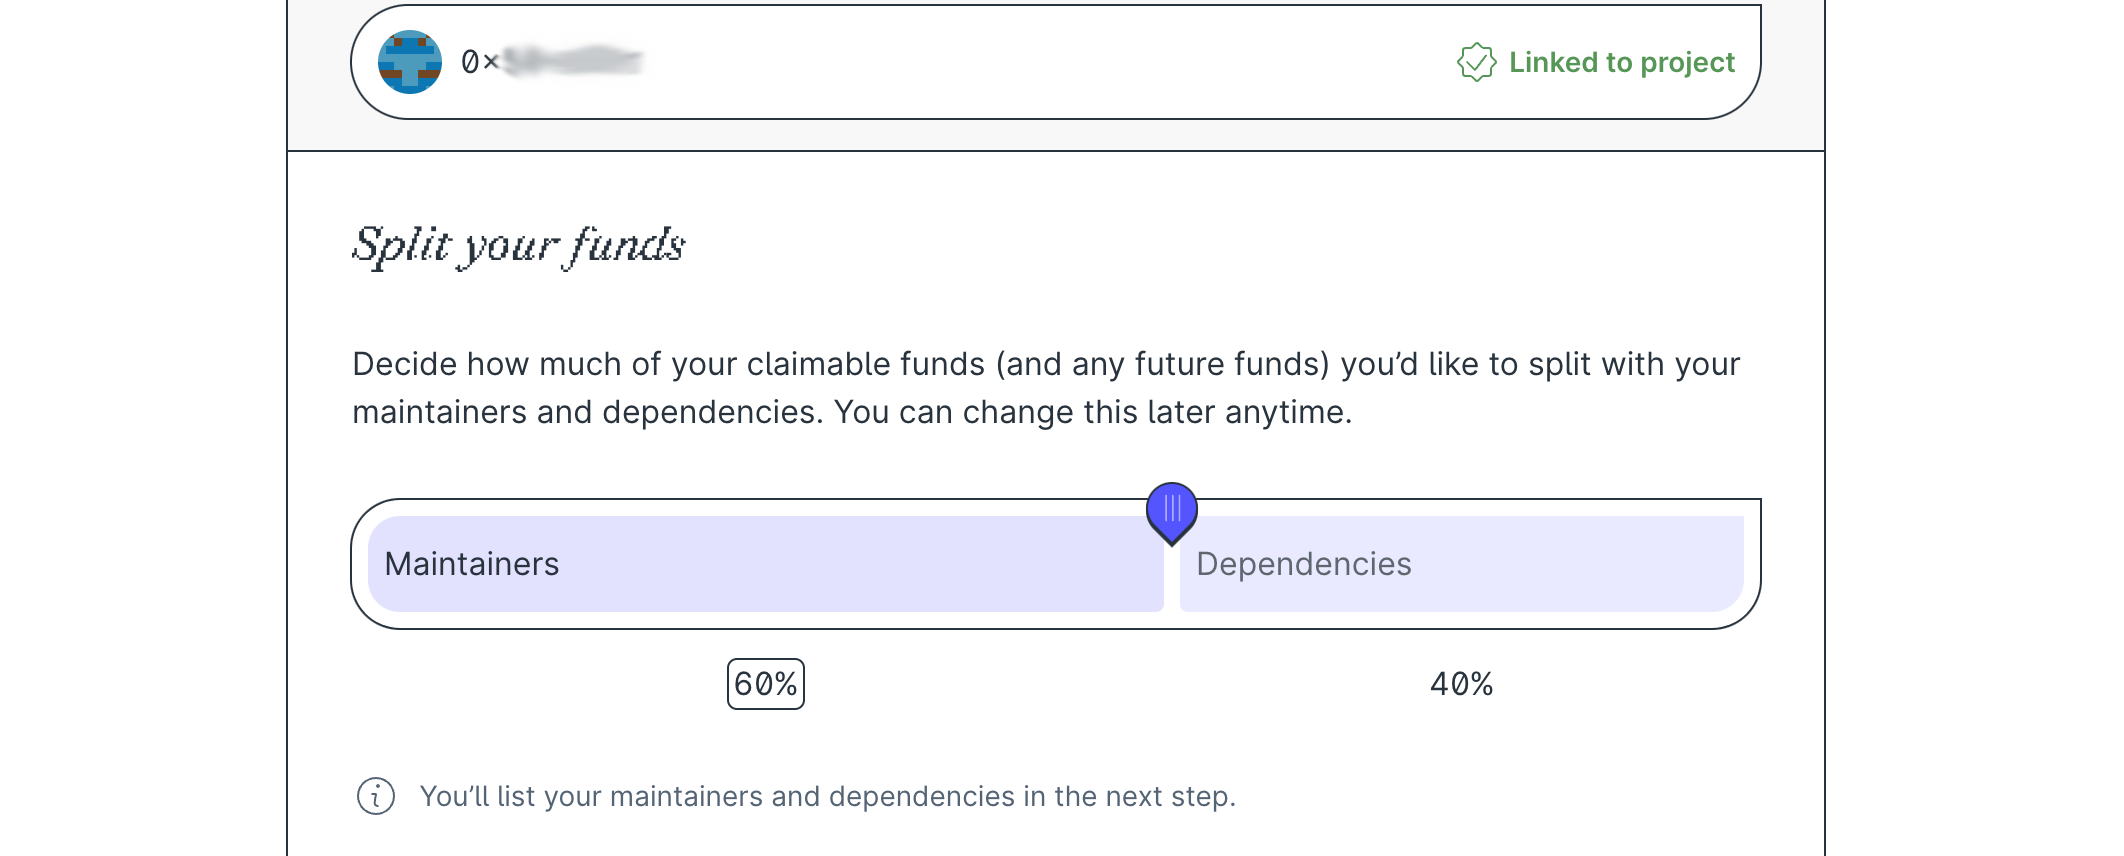 0×
Linked to project
Split your funds
Decide how much of your claimable funds (and any future funds) you’d like to split with your
maintainers and dependencies. You can change this later anytime.
Maintainers
Dependencies
60%
40%
You’ll list your maintainers and dependencies in the next step.